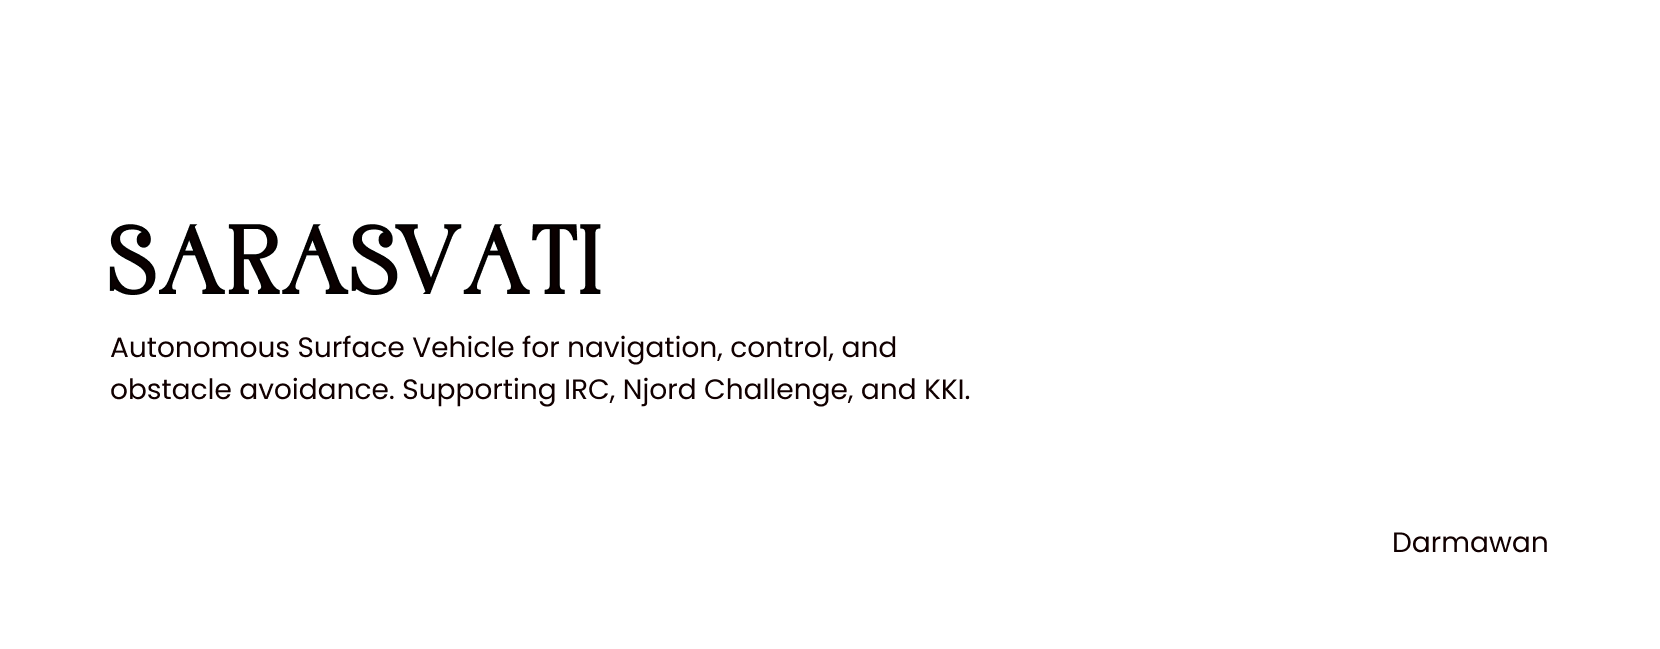 SARASVATI
Autonomous Surface Vehicle for navigation, control, and
obstacle avoidance. Supporting IRC, Njord Challenge, and KKI.
Darmawan